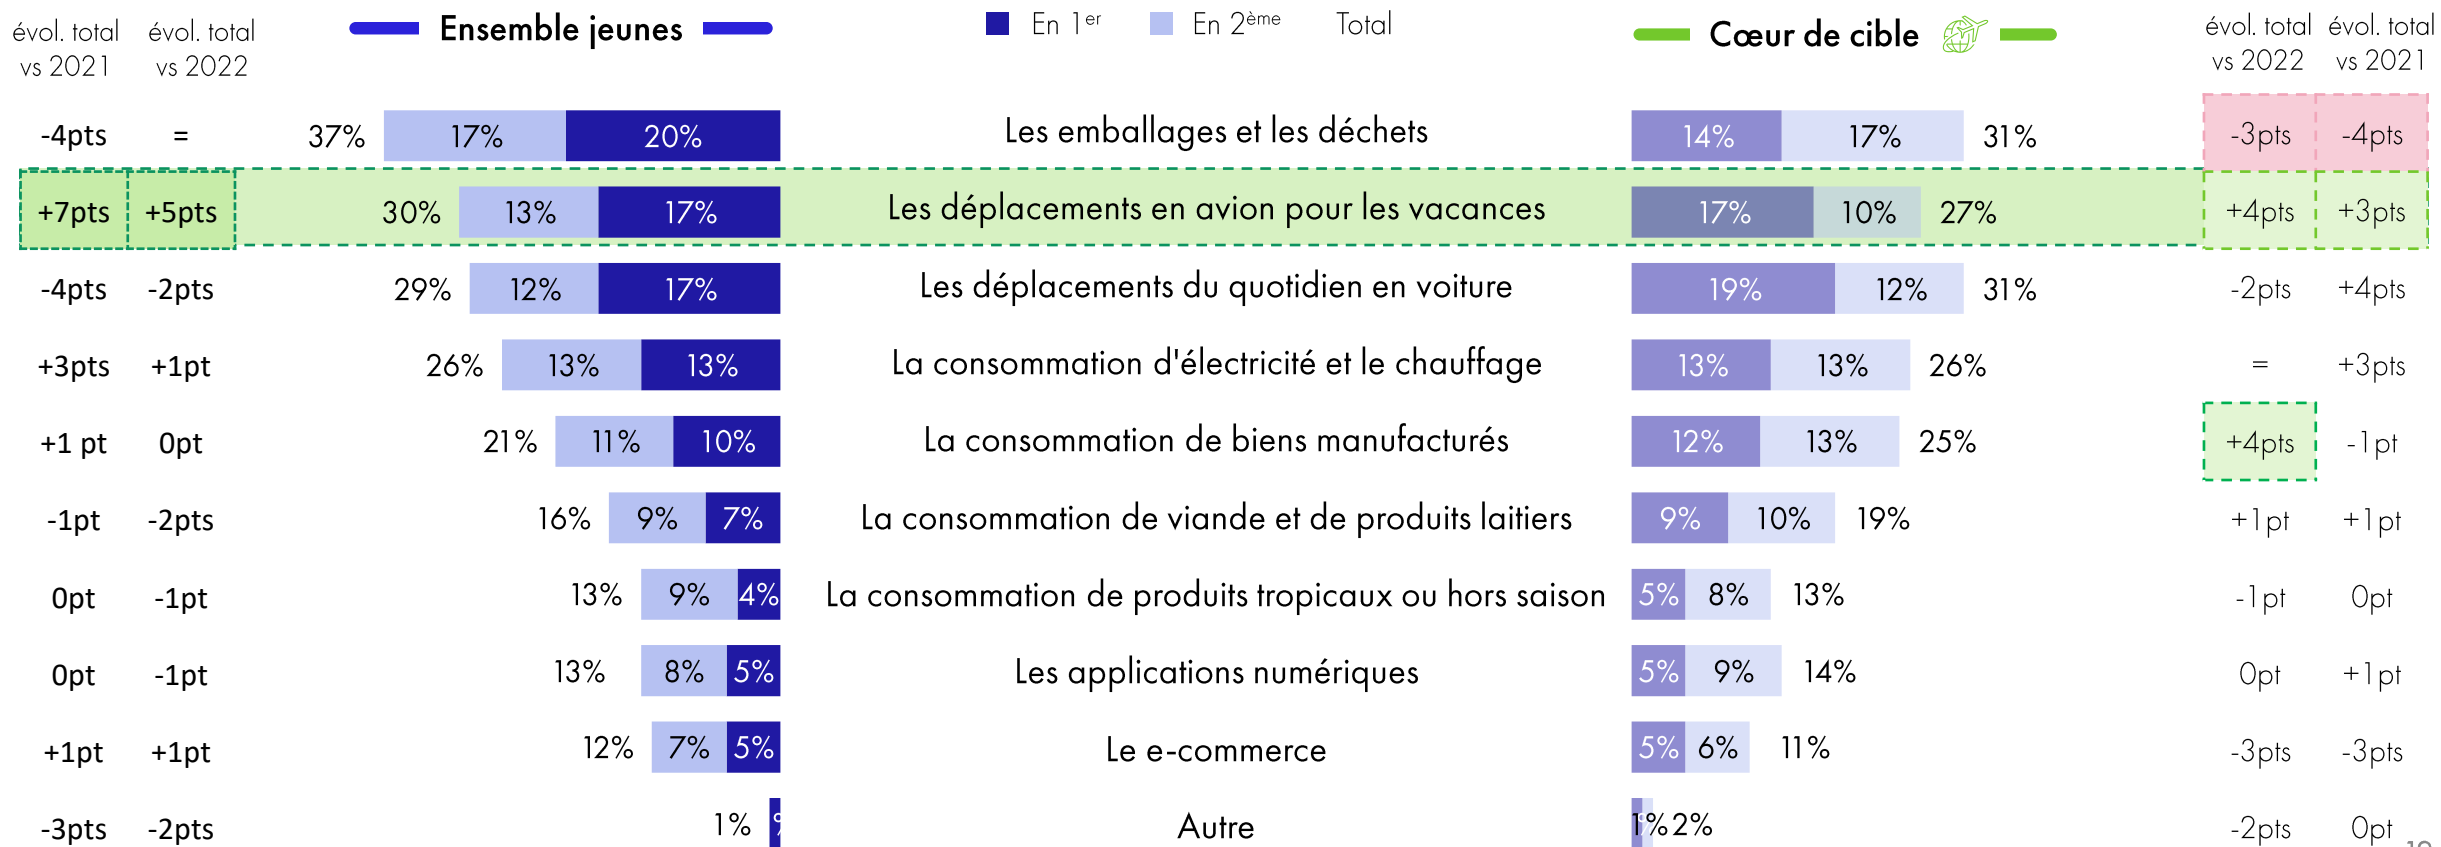 évol. total vs 2021
évol. total vs 2022
Ensemble jeunes
En 1er
En 2ème
Total
Cœur de cible
évol. total vs 2022
évol. total vs 2021
-4pts = 37% 17% 20% Les emballages et les déchets 14% 17% 31% -3pts -4pts
+7pts +5pts 30% 13% 17% Les déplacements en avion pour les vacances 17% 10% 27% +4pts +3pts
-4pts -2pts 29% 12% 17% Les déplacements du quotidien en voiture 19% 12% 31% -2pts +4pts
+3pts +1pt 26% 13% 13% La consommation d'électricité et le chauffage 13% 13% 26% = +3pts
+1 pt 0pt 21% 11% 10% La consommation de biens manufacturés 12% 13% 25% +4pts -1pt
-1pt -2pts 16% 9% 7% La consommation de viande et de produits laitiers 9% 10% 19% +1pt +1pt
0pt -1pt 13% 9% 4% La consommation de produits tropicaux ou hors saison 5% 8% 13% -1pt 0pt
0pt -1pt 13% 8% 5% Les applications numériques 5% 9% 14% 0pt +1pt
+1pt +1pt 12% 7% 5% Le e-commerce 5% 6% 11% -3pts -3pts
-3pts -2pts 1% Autre 1% 2% -2pts 0pt